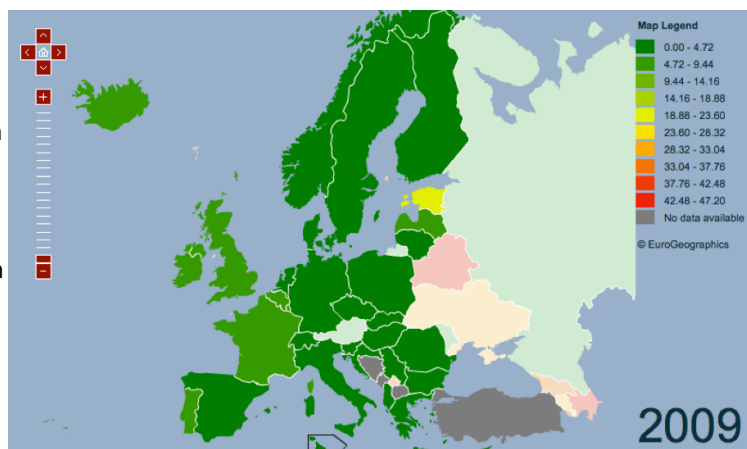 Map Legend
0.00 - 4.72
4.72 - 9.44
9.44 - 14.16
14.16 - 18.88
18.88 - 23.60
23.60 - 28.32
28.32 - 33.04
33.04 - 37.76
37.76 - 42.48
42.48 - 47.20
No data available
© EuroGeographics
2009